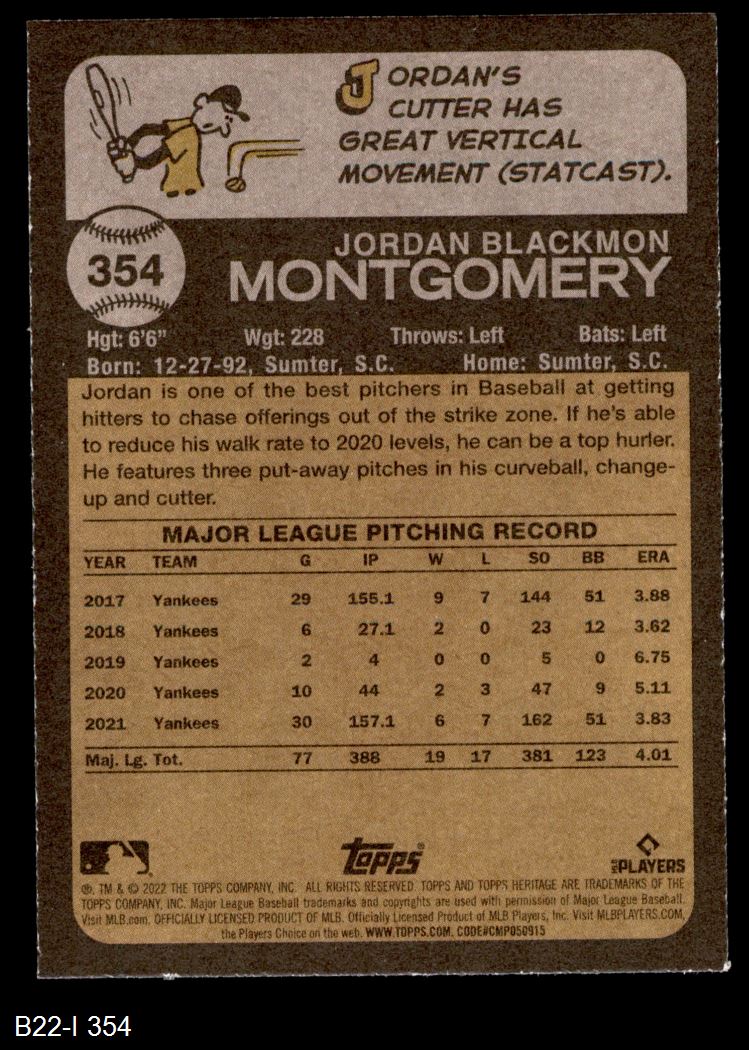 JORDAN'S
CUTTER HAS
GREAT VERTICAL
MOVEMENT (STATCAST).
354
JORDAN BLACKMON
MONTGOMERY
Hgt: 6'6" Wgt: 228 Throws: Left Bats: Left
Born: 12-27-92, Sumter, S.C. Home: Sumter, S.C.
Jordan is one of the best pitchers in Baseball at getting
hitters to chase offerings out of the strike zone. If he's able
to reduce his walk rate to 2020 levels, he can be a top hurler.
He features three put-away pitches in his curveball, change-
up and cutter.
MAJOR LEAGUE PITCHING RECORD
YEAR TEAM G IP W L SO BB ERA
2017 Yankees 29 155.1 9 7 144 51 3.88
2018 Yankees 6 27.1 2 0 23 12 3.62
2019 Yankees 2 4 0 0 5 0 6.75
2020 Yankees 10 44 2 3 47 9 5.11
2021 Yankees 30 157.1 6 7 162 51 3.83
Maj. Lg. Tot. 77 388 19 17 381 123 4.01
Topps
MLB PLAYERS
®, TM & © 2022 THE TOPPS COMPANY, INC. ALL RIGHTS RESERVED. TOPPS AND TOPPS HERITAGE ARE TRADEMARKS OF THE
TOPPS COMPANY, INC. Major League Baseball trademarks and copyrights are used with permission of Major League Baseball.
Visit MLB.com. OFFICIALLY LICENSED PRODUCT OF MLB. Officially Licensed Product of MLB Players, Inc. Visit MLBPLAYERS.COM,
the Players Choice on the web. WWW.TOPPS.COM. CODE#CMP050915
B22-I 354